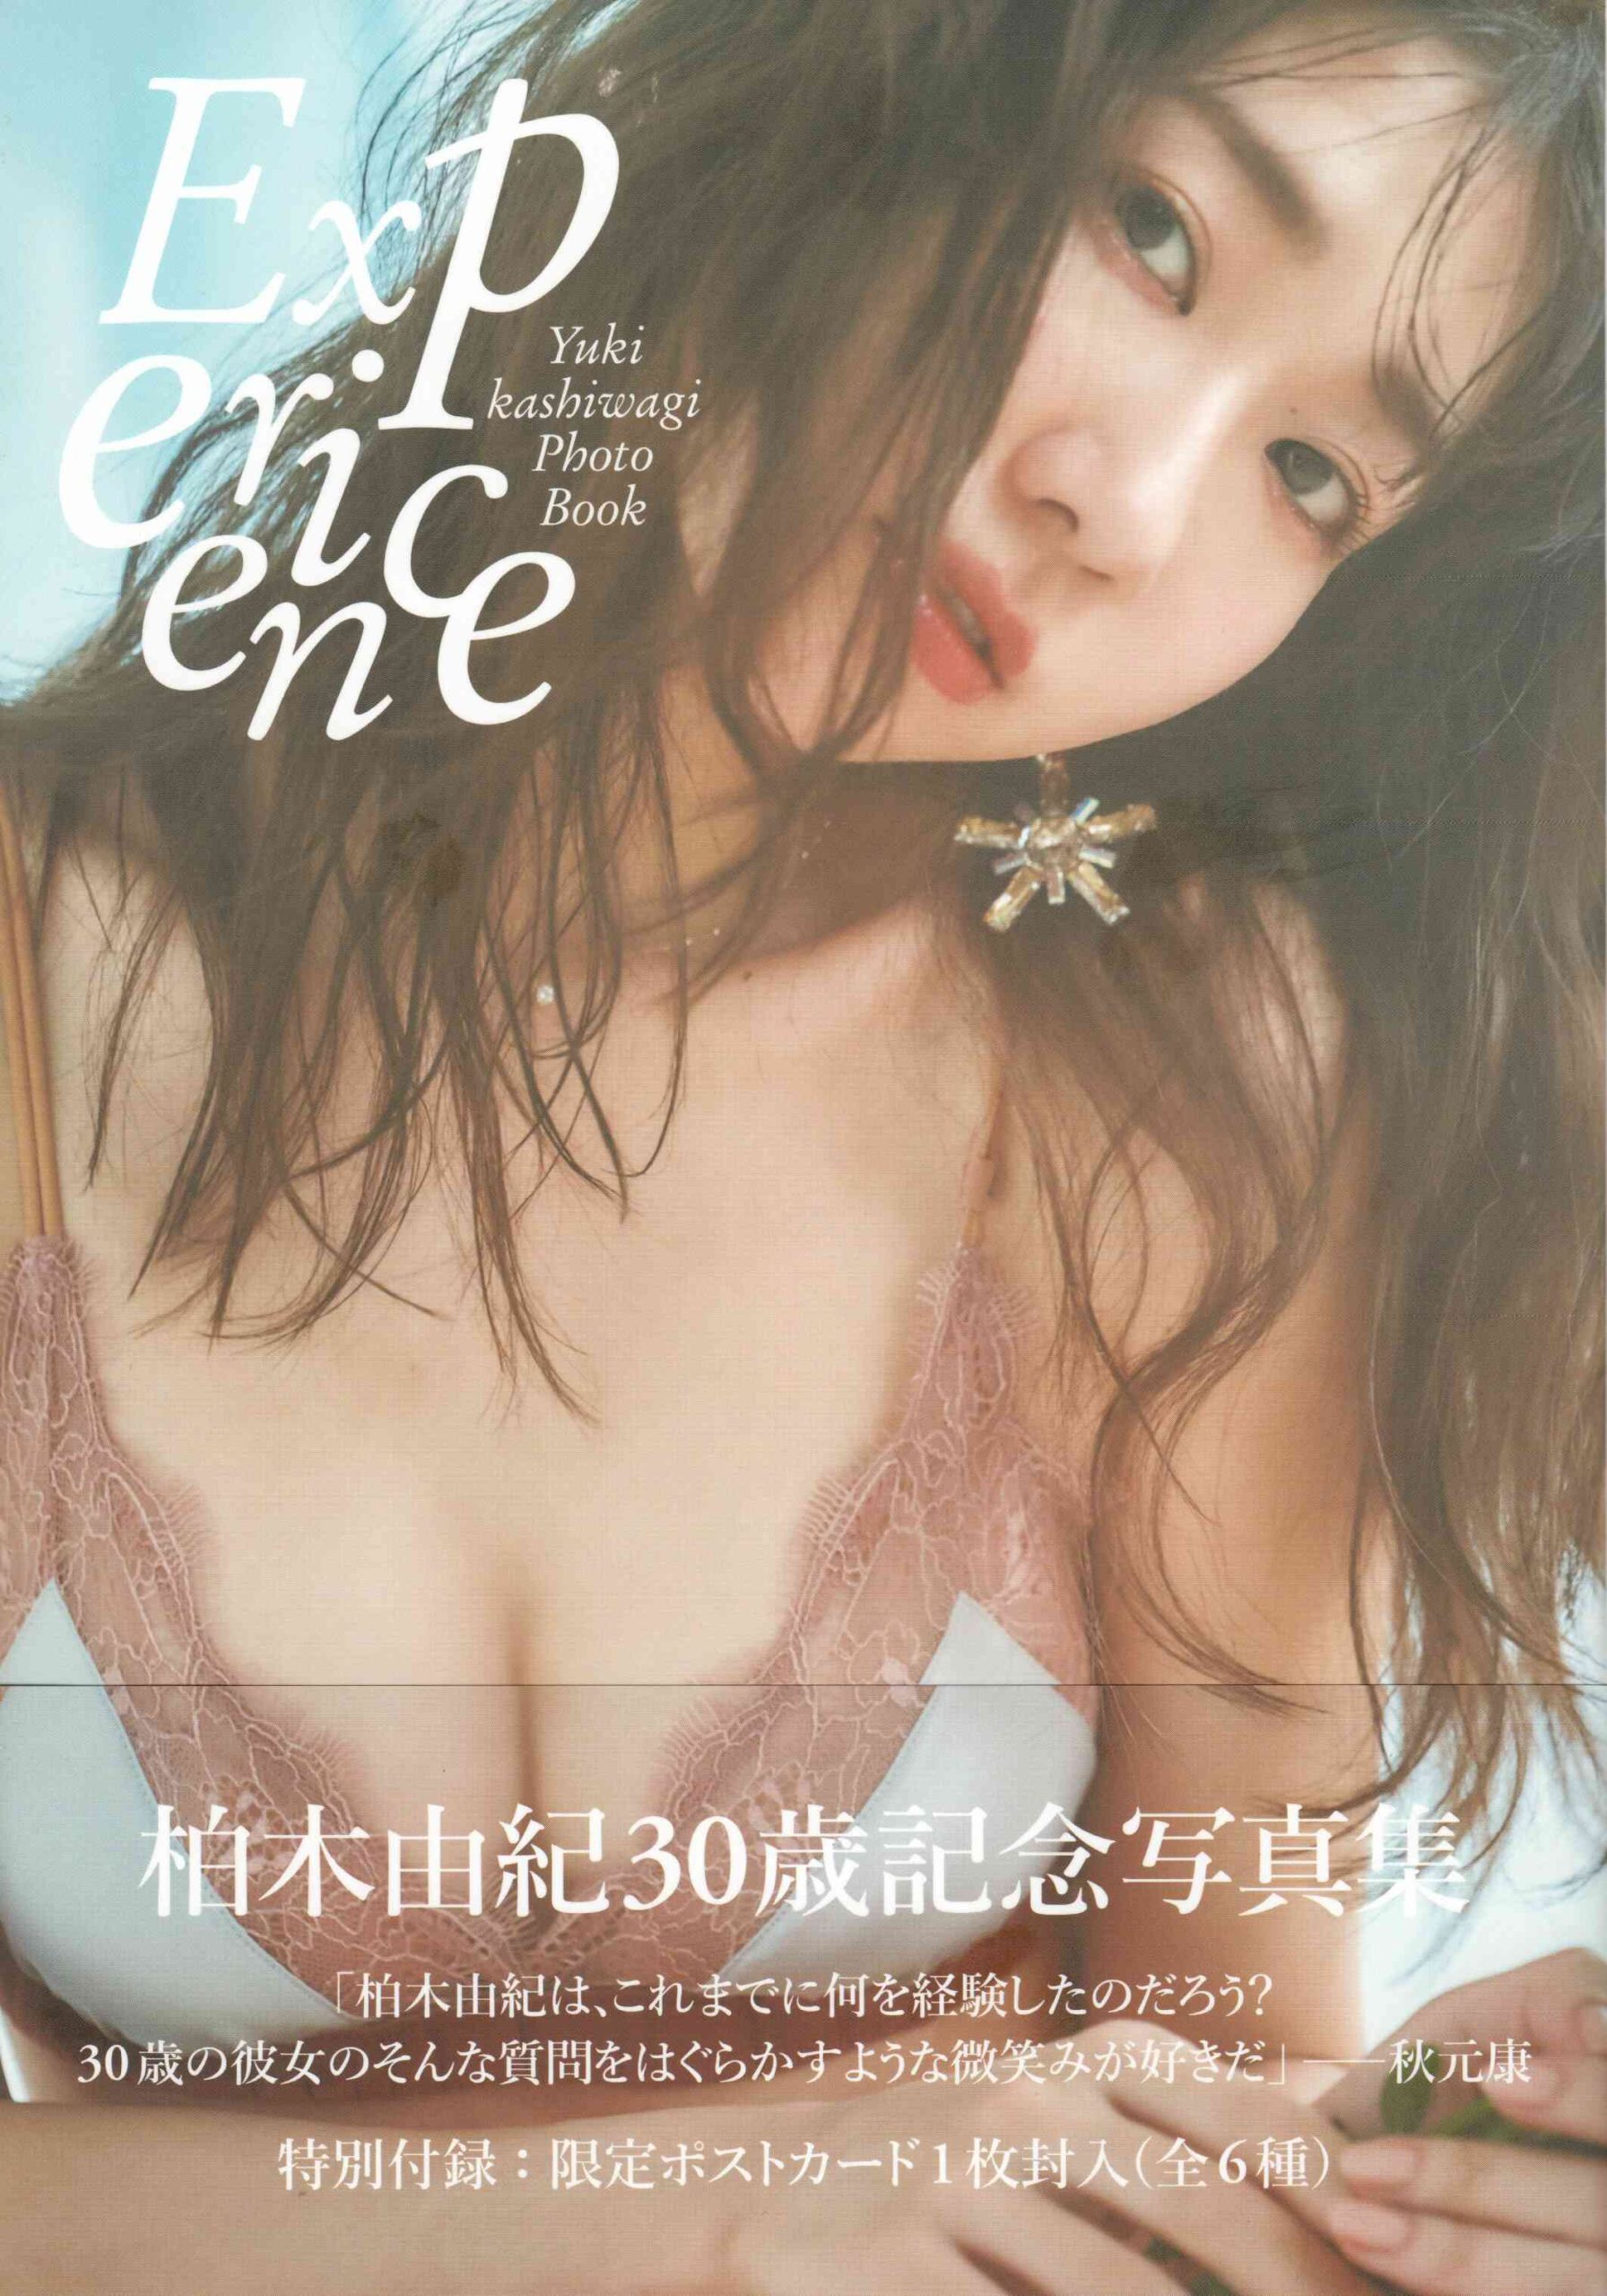 Experience
Yuki
kashiwagi
Photo
Book
柏木由紀30歳記念写真集
「柏木由紀は、これまでに何を経験したのだろう?
30歳の彼女のそんな質問をはぐらかすような微笑みが好きだ」——秋元康
特別付録：限定ポストカード1枚封入（全6種）